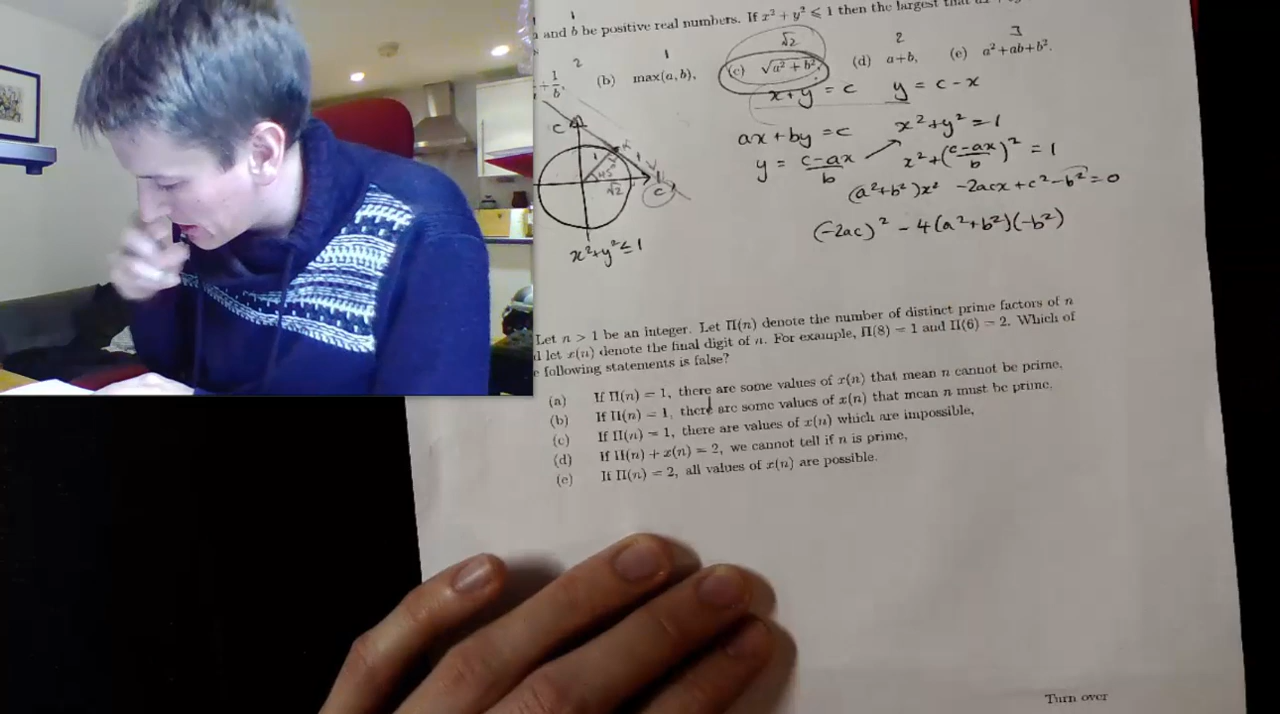 1
a and b be positive real numbers. If x² + y² ⩽ 1 then the largest that
2 1 √2 2 3
+ 1/b, (b) max(a, b), (c) √(a² + b²), (d) a+b, (e) a²+ab+b².
x+y = c y = c-x
c
ax + by = c x²+y² = 1
y = (c-ax)/b x² + ((c-ax)/b)² = 1
1 45° √2 c
(a²+b²)x² -2acx + c² - b² = 0
x²+y² ≤ 1
(-2ac)² - 4(a²+b²)(-b²)
Let n > 1 be an integer. Let Π(n) denote the number of distinct prime factors of n
d let x(n) denote the final digit of n. For example, Π(8) = 1 and Π(6) = 2. Which of
e following statements is false?
(a) If Π(n) = 1, there are some values of x(n) that mean n cannot be prime,
(b) If Π(n) = 1, there are some values of x(n) that mean n must be prime,
(c) If Π(n) = 1, there are values of x(n) which are impossible,
(d) If Π(n) + x(n) = 2, we cannot tell if n is prime,
(e) If Π(n) = 2, all values of x(n) are possible.
Turn over